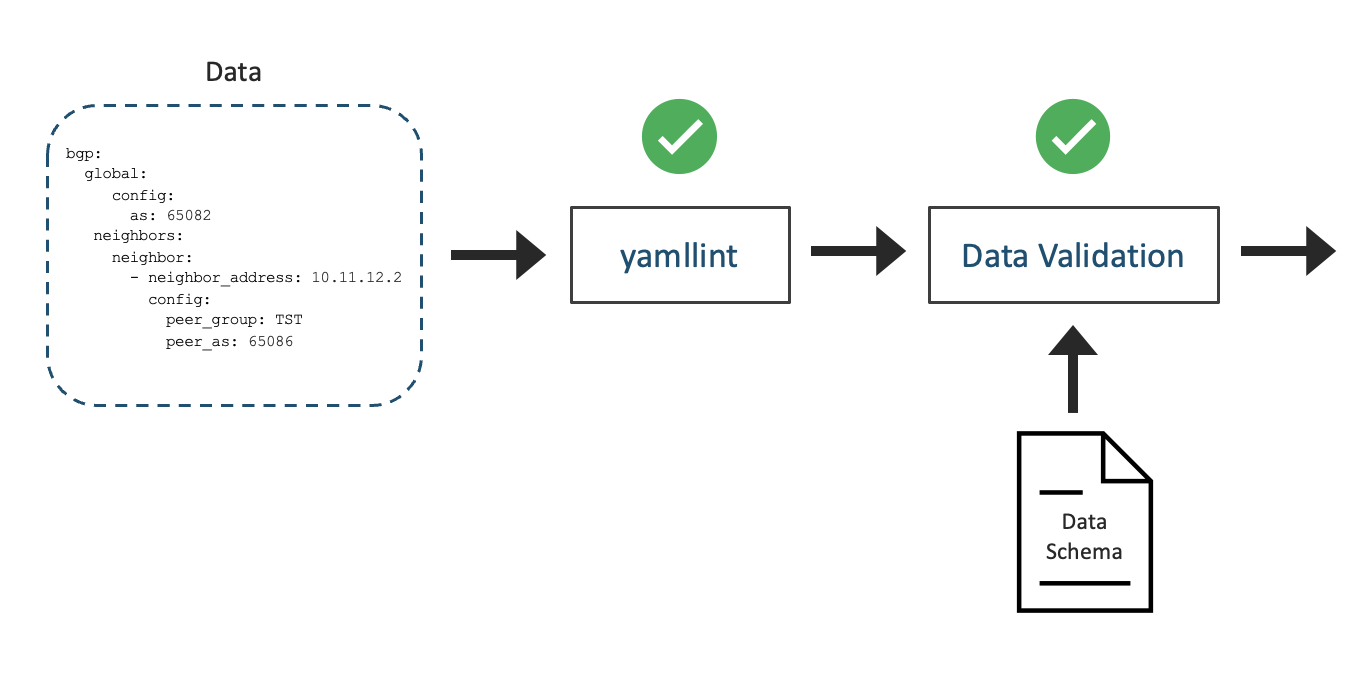 Data
bgp:
  global:
     config:
       as: 65082
   neighbors:
     neighbor:
       - neighbor_address: 10.11.12.2
         config:
           peer_group: TST
           peer_as: 65086
yamllint
Data Validation
Data
Schema